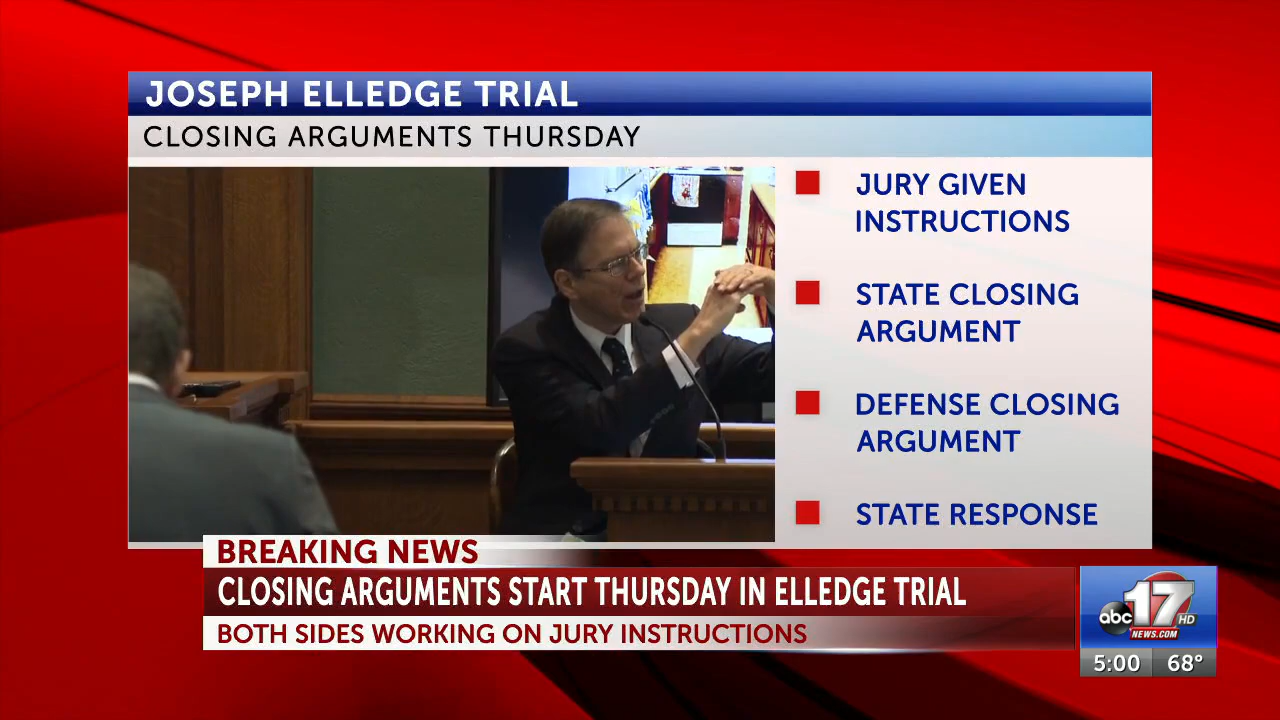 JOSEPH ELLEDGE TRIAL
CLOSING ARGUMENTS THURSDAY
JURY GIVEN
INSTRUCTIONS
STATE CLOSING
ARGUMENT
DEFENSE CLOSING
ARGUMENT
STATE RESPONSE
BREAKING NEWS
CLOSING ARGUMENTS START THURSDAY IN ELLEDGE TRIAL
BOTH SIDES WORKING ON JURY INSTRUCTIONS
abc 17 HD
NEWS.COM
5:00 68°